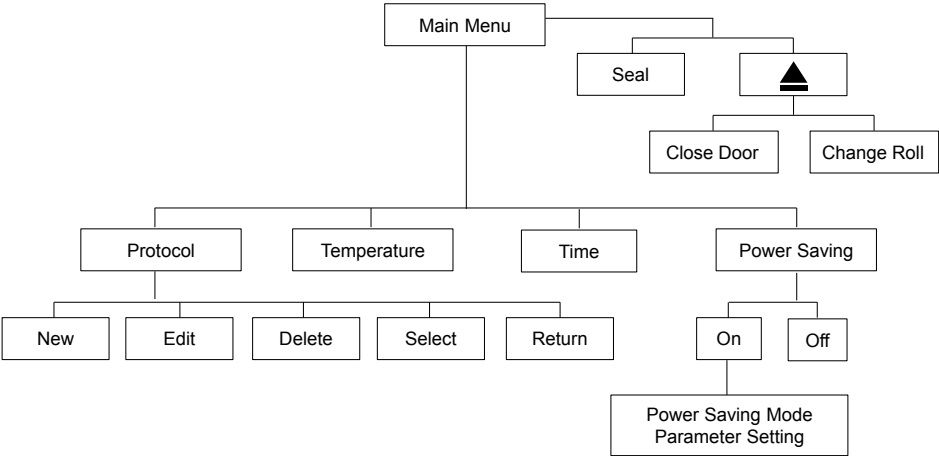 Main Menu
Seal
Close Door
Change Roll
Protocol
Temperature
Time
Power Saving
New
Edit
Delete
Select
Return
On
Off
Power Saving Mode
Parameter Setting